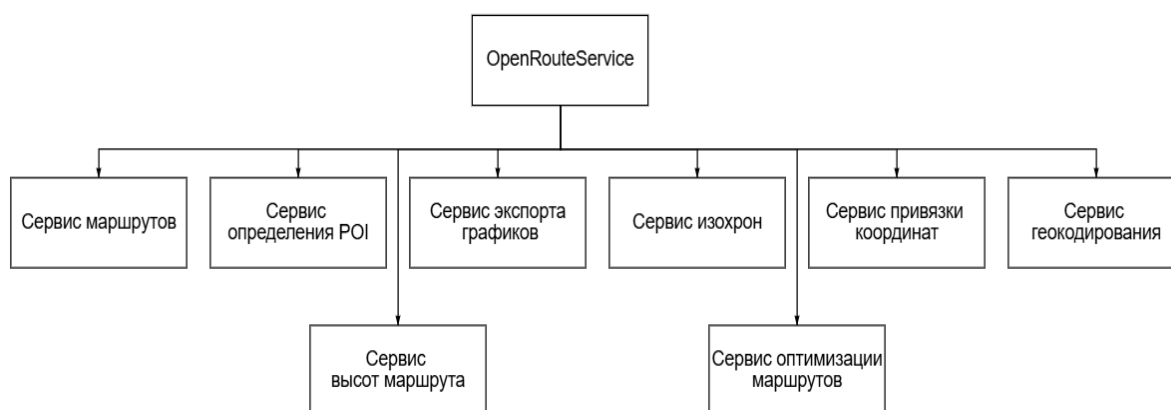 OpenRouteService
Сервис маршрутов
Сервис
определения POI
Сервис экспорта
графиков
Сервис изохрон
Сервис привязки
координат
Сервис
геокодирования
Сервис
высот маршрута
Сервис оптимизации
маршрутов